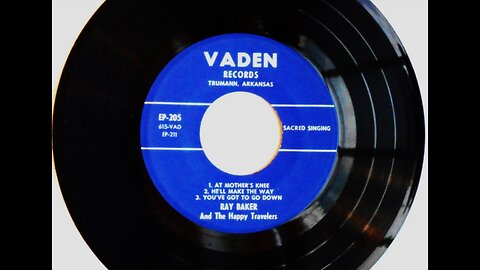 VADEN
RECORDS
TRUMANN, ARKANSAS
EP-205
615-VAD
EP-211
SACRED SINGING
1. AT MOTHER'S KNEE
2. HE'LL MAKE THE WAY
3. YOU'VE GOT TO GO DOWN
RAY BAKER
And The Happy Travelers